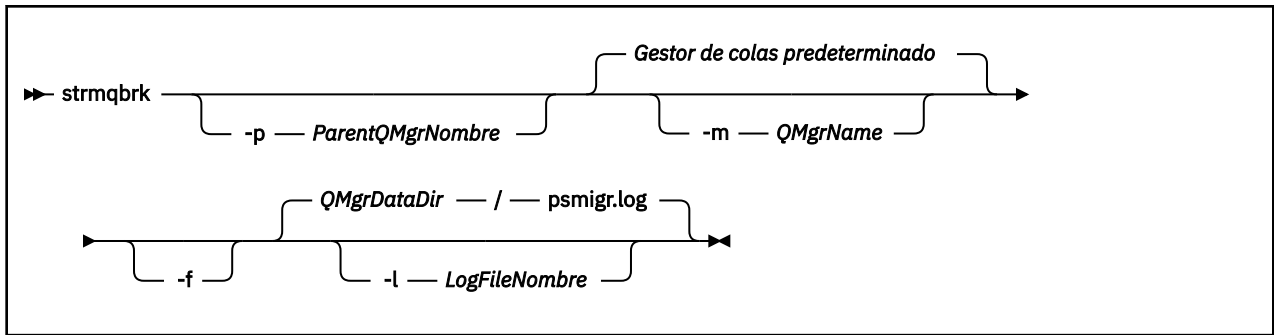 Gestor de colas predeterminado
strmqbrk
-p ParentQMgrNombre
-m QMgrName
QMgrDataDir / psmigr.log
-f
-l LogFileNombre